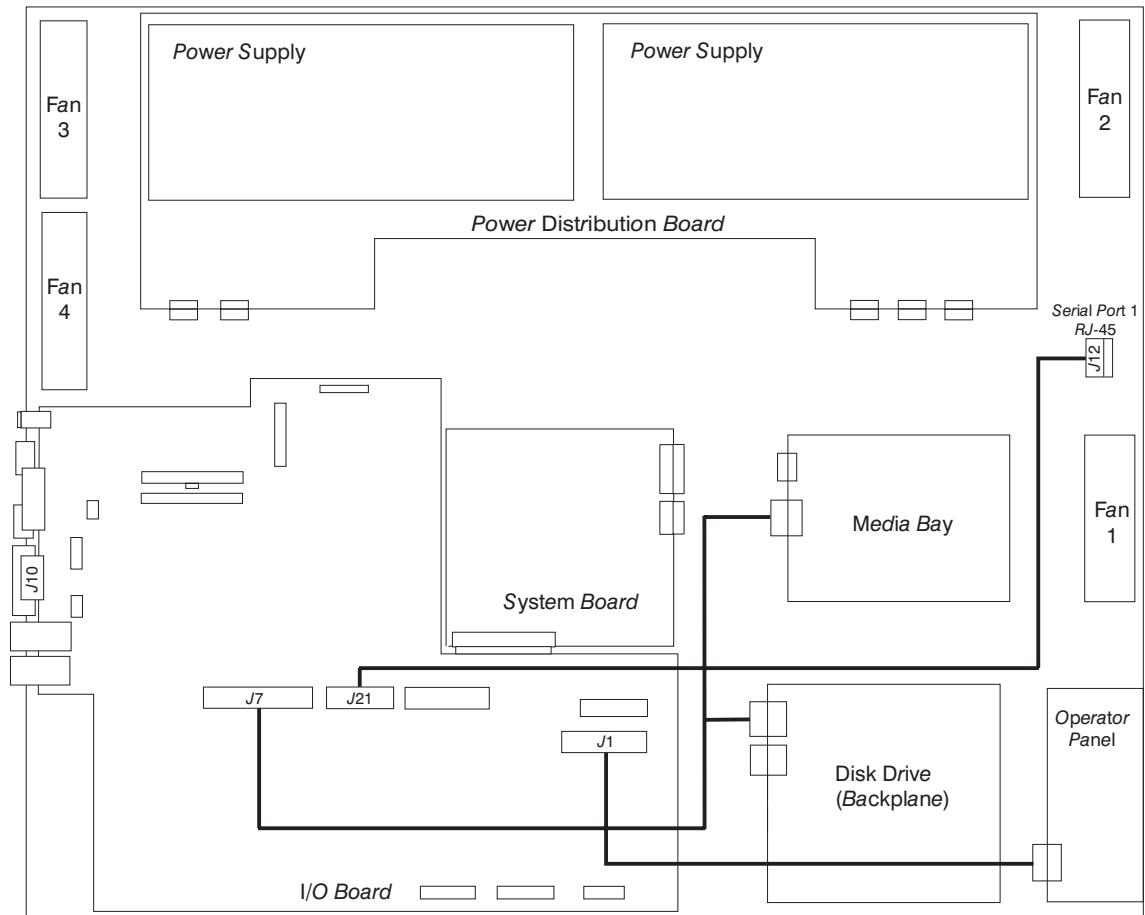 Power Supply
Power Supply
Fan
3
Fan
2
Power Distribution Board
Fan
4
Serial Port 1
RJ-45
J12
Media Bay
Fan
1
J10
System Board
J7
J21
J1
Operator
Panel
Disk Drive
(Backplane)
I/O Board